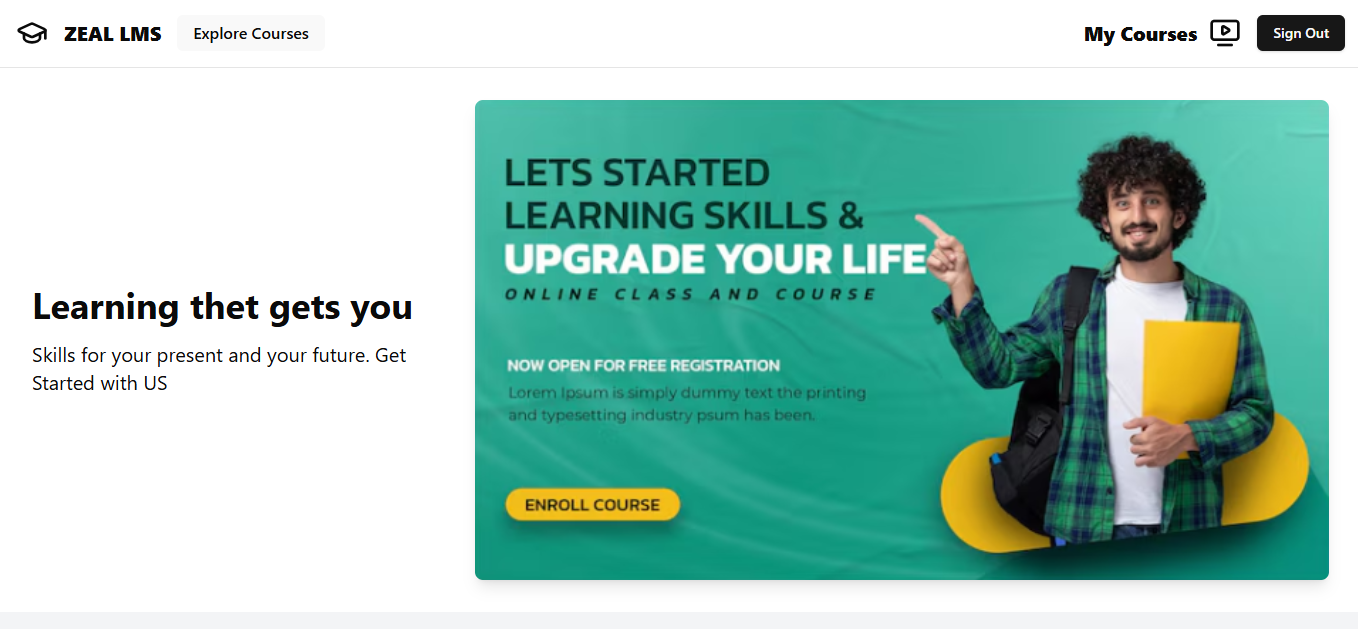 ZEAL LMS
Explore Courses
My Courses
Sign Out
Learning thet gets you
Skills for your present and your future. Get
Started with US
LETS STARTED
LEARNING SKILLS &
UPGRADE YOUR LIFE
ONLINE CLASS AND COURSE
NOW OPEN FOR FREE REGISTRATION
Lorem Ipsum is simply dummy text the printing
and typesetting industry psum has been.
ENROLL COURSE